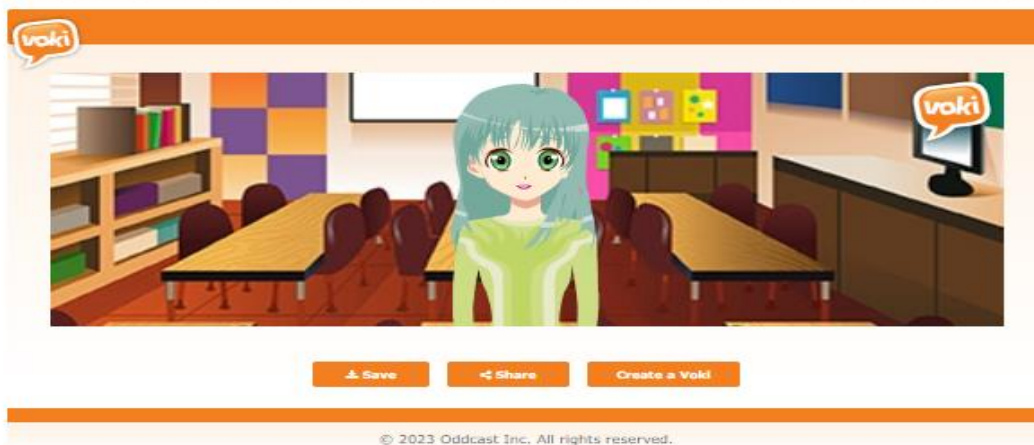 voki
voki
Save
Share
Create a Voki
© 2023 Oddcast Inc. All rights reserved.